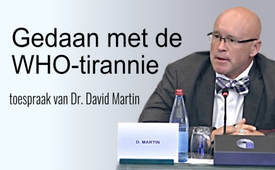 Gedaan met de
WHO-tirannie
toespraak van Dr. David Martin
D. MARTIN